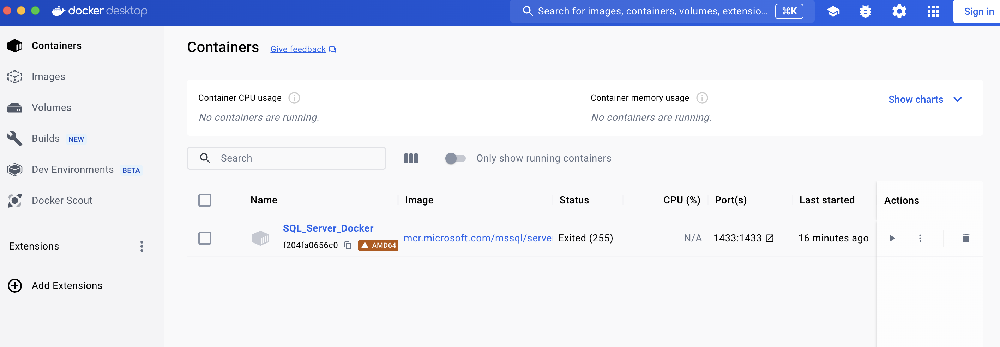 docker desktop
Search for images, containers, volumes, extensio...
⌘K
Sign in
Containers
Images
Volumes
Builds NEW
Dev Environments BETA
Docker Scout
Extensions
Add Extensions
Containers Give feedback
Container CPU usage
No containers are running.
Container memory usage
No containers are running.
Show charts
Search
Only show running containers
Name Image Status CPU (%) Port(s) Last started Actions
SQL_Server_Docker
f204fa0656c0 AMD64
mcr.microsoft.com/mssql/serve Exited (255) N/A 1433:1433 16 minutes ago